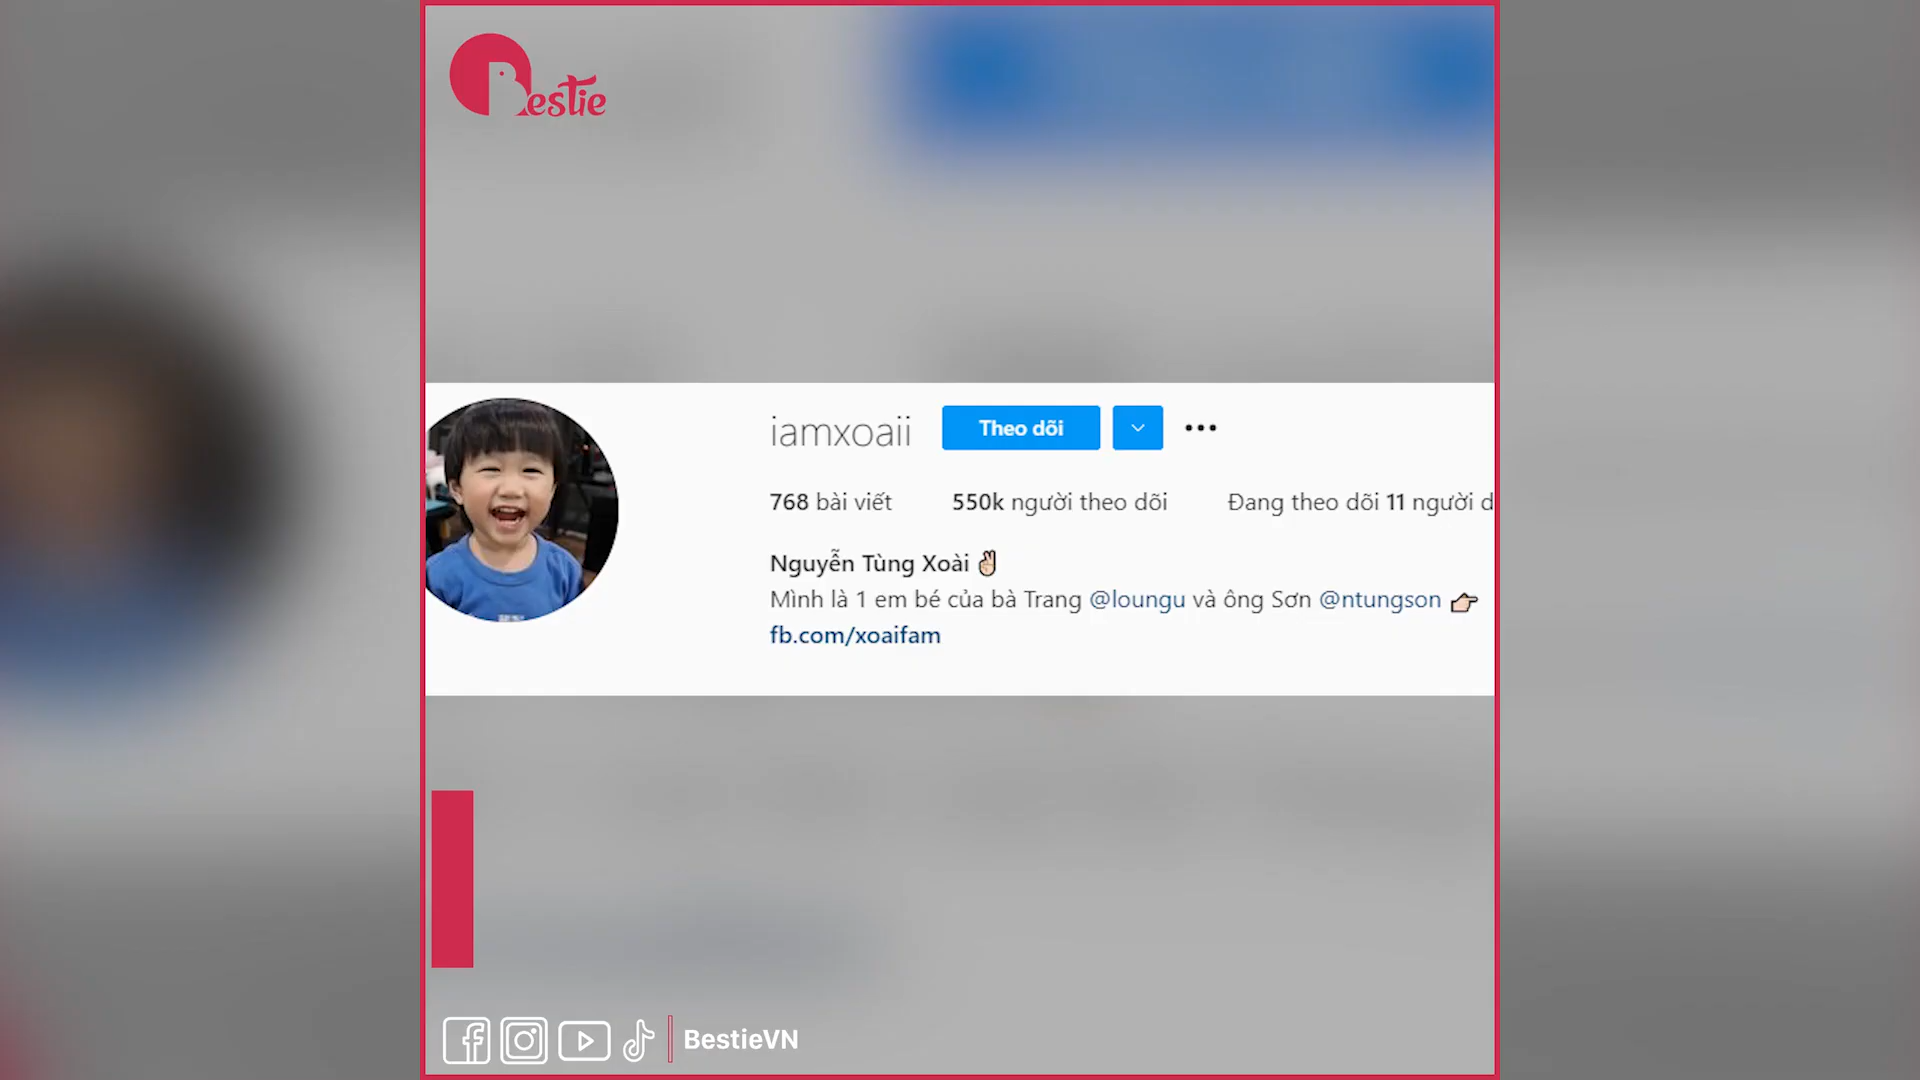 Bestie
iamxoaii Theo dõi
768 bài viết 550k người theo dõi Đang theo dõi 11 người d
Nguyễn Tùng Xoài ✌🏻
Mình là 1 em bé của bà Trang @loungu và ông Sơn @ntungson 👉🏻
fb.com/xoaifam
BestieVN